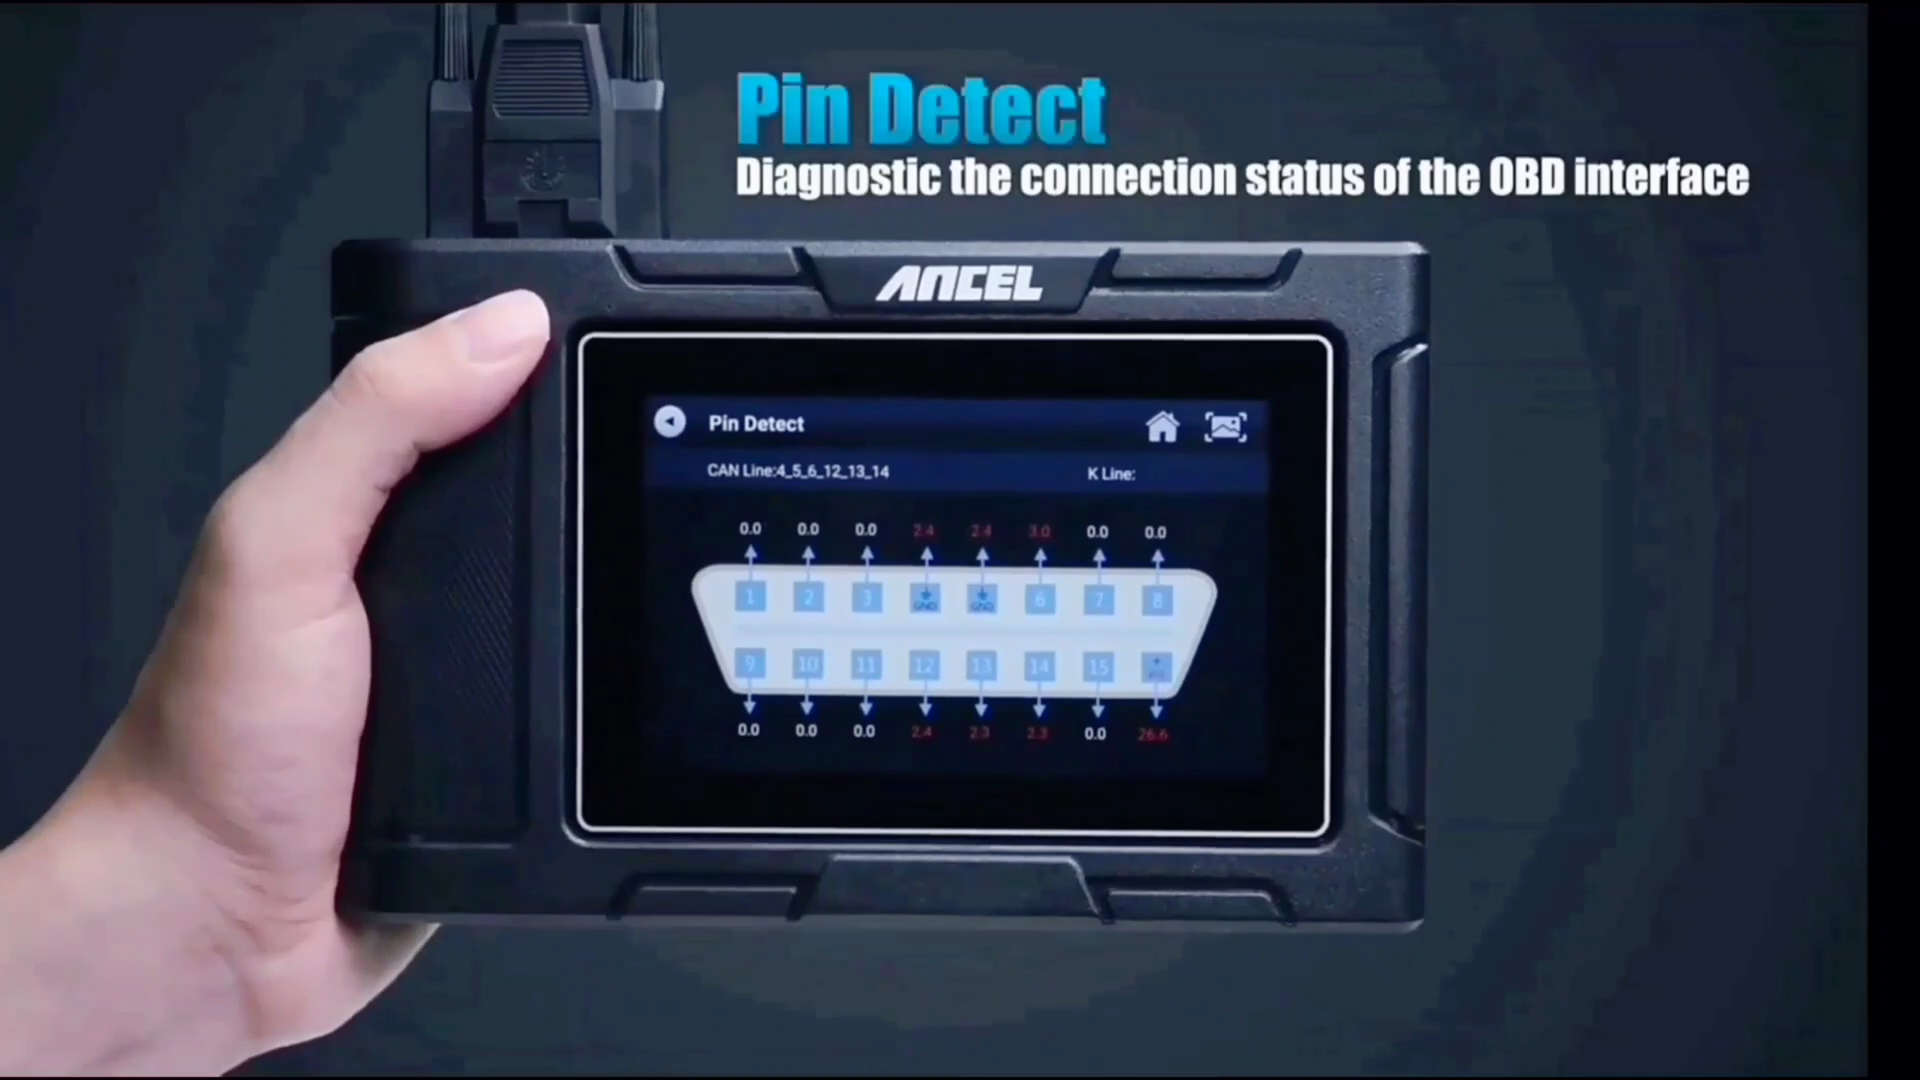 Pin Detect
Diagnostic the connection status of the OBD interface
ANCEL
Pin Detect
CAN Line:4_5_6_12_13_14 K Line:
0.0 0.0 0.0 2.4 2.4 3.0 0.0 0.0
1 2 3 GND GND 6 7 8
9 10 11 12 13 14 15
0.0 0.0 0.0 2.4 2.3 2.3 0.0 26.6